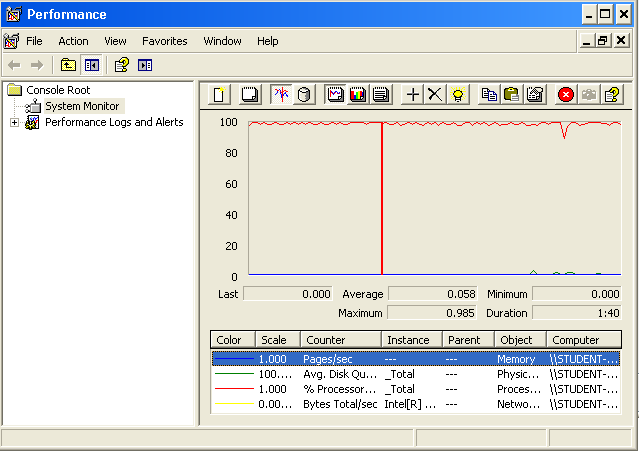 Performance
File Action View Favorites Window Help
Console Root
System Monitor
Performance Logs and Alerts
100
80
60
40
20
0
Last 0.000 Average 0.058 Minimum 0.000
Maximum 0.985 Duration 1:40
Color Scale Counter Instance Parent Object Computer
1.000 Pages/sec --- --- Memory \\STUDENT-...
100.... Avg. Disk Qu... _Total --- Physic... \\STUDENT-...
1.000 % Processor... _Total --- Proces... \\STUDENT-...
0.00... Bytes Total/sec Intel[R] ... --- Netwo... \\STUDENT-...